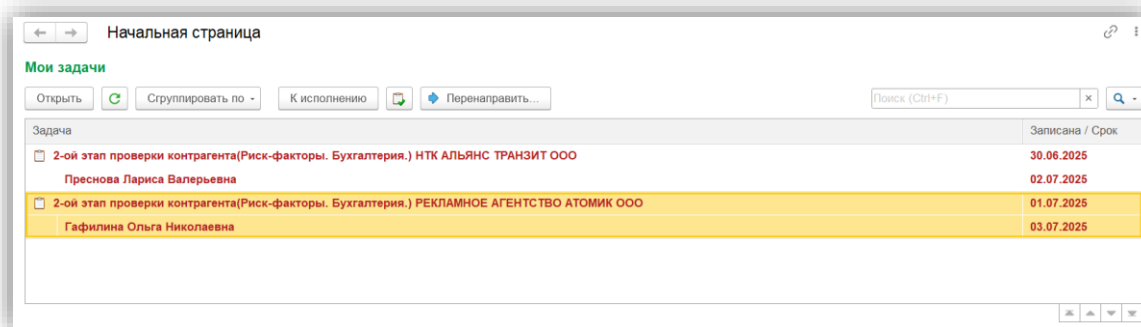 Начальная страница
Мои задачи
Открыть Сгруппировать по К исполнению Перенаправить... Поиск (Ctrl+F)
Задача Записана / Срок
2-ой этап проверки контрагента(Риск-факторы. Бухгалтерия.) НТК АЛЬЯНС ТРАНЗИТ ООО 30.06.2025
Преснова Лариса Валерьевна 02.07.2025
2-ой этап проверки контрагента(Риск-факторы. Бухгалтерия.) РЕКЛАМНОЕ АГЕНТСТВО АТОМИК ООО 01.07.2025
Гафилина Ольга Николаевна 03.07.2025